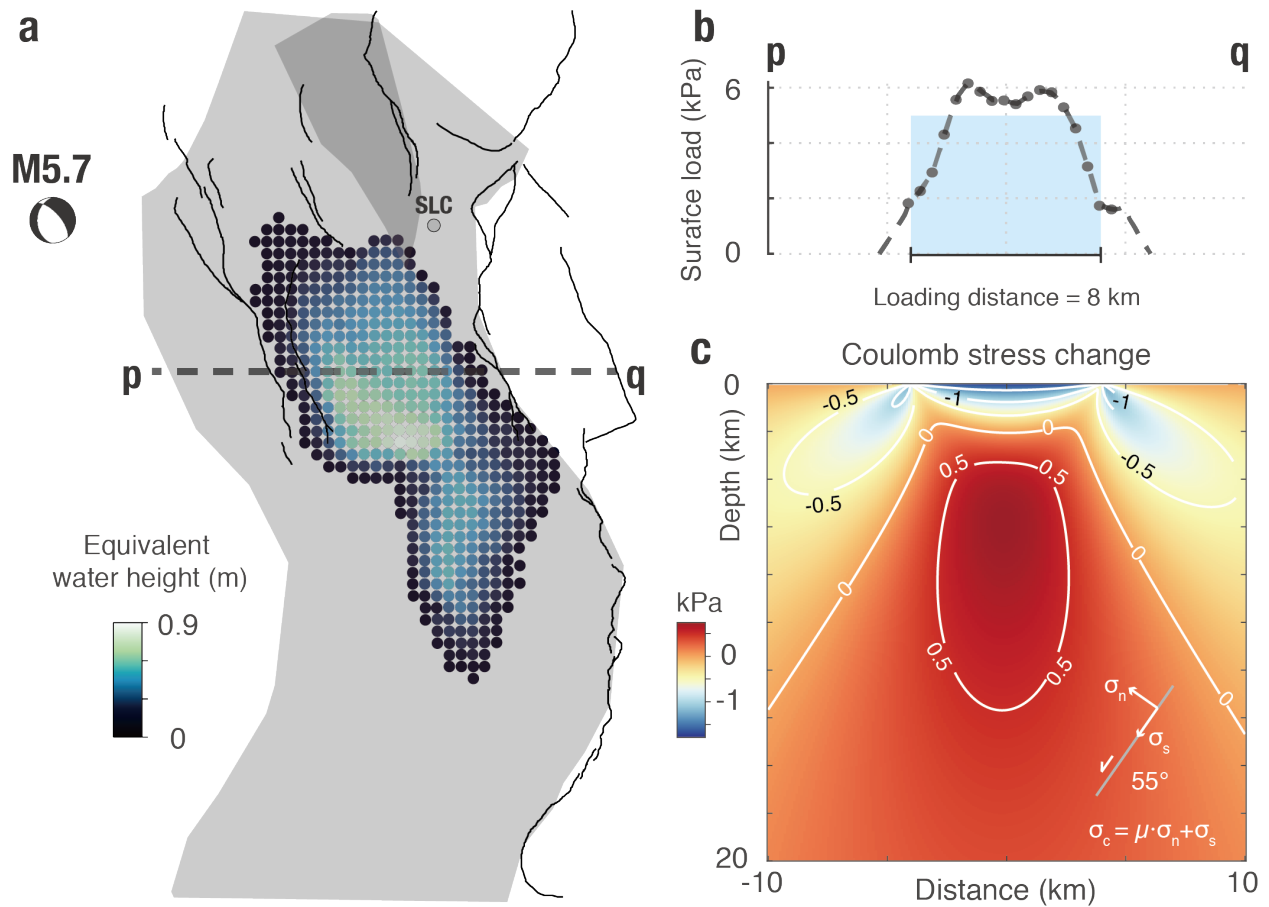 a
M5.7
SLC
p
q
Equivalent
water height (m)
0.9
0
b
p
q
Surafce load (kPa)
6
2
0
Loading distance = 8 km
c
Coulomb stress change
kPa
0
-1
Depth (km)
0
20
-0.5
-1
-1
0
0
-0.5
0.5
0.5
-0.5
0
0
0.5
0.5
0
σn
σs
55°
σc = μ·σn+σs
-10
Distance (km)
10